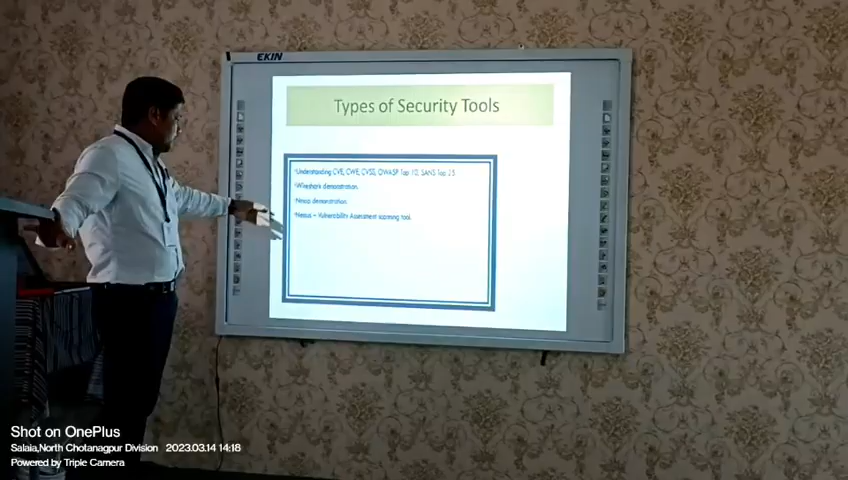 EKIN
Types of Security Tools
Understanding CVE, CWE, CVSS, OWASP Top 10, SANS Top 25
Wireshark demonstration.
Nmap demonstration.
Nessus – Vulnerability Assessment scanning tool.
Shot on OnePlus
Salaia,North Chotanagpur Division 2023.03.14 14:18
Powered by Triple Camera